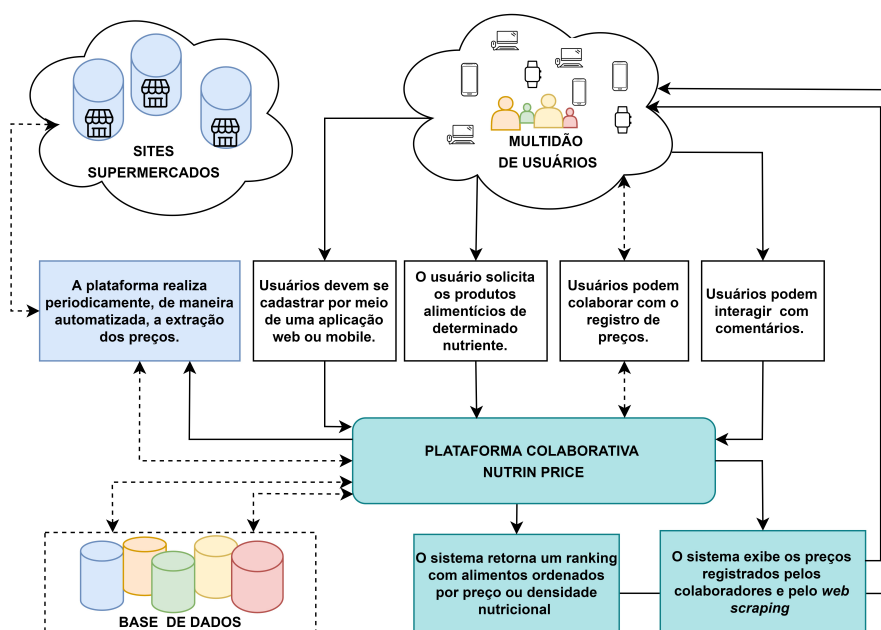 SITES
SUPERMERCADOS
MULTIDÃO
DE USUÁRIOS
A plataforma realiza
periodicamente, de maneira
automatizada, a extração
dos preços.
Usuários devem se
cadastrar por meio
de uma aplicação
web ou mobile.
O usuário solicita
os produtos
alimentícios de
determinado
nutriente.
Usuários podem
colaborar com o
registro de
preços.
Usuários podem
interagir com
comentários.
PLATAFORMA COLABORATIVA
NUTRIN PRICE
BASE DE DADOS
O sistema retorna um ranking
com alimentos ordenados
por preço ou densidade
nutricional
O sistema exibe os preços
registrados pelos
colaboradores e pelo web
scraping